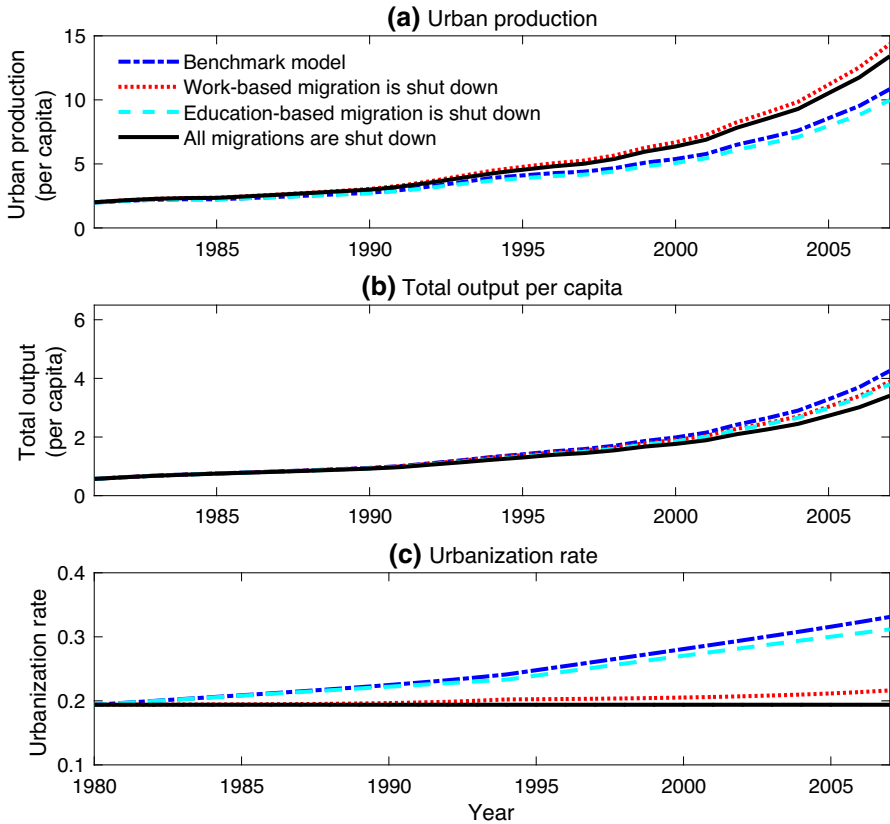 (a) Urban production
Urban production
(per capita)
15
10
5
0
Benchmark model
Work-based migration is shut down
Education-based migration is shut down
All migrations are shut down
1985 1990 1995 2000 2005
(b) Total output per capita
Total output
(per capita)
6
4
2
0
1985 1990 1995 2000 2005
(c) Urbanization rate
Urbanization rate
0.4
0.3
0.2
0.1
1980 1985 1990 1995 2000 2005
Year